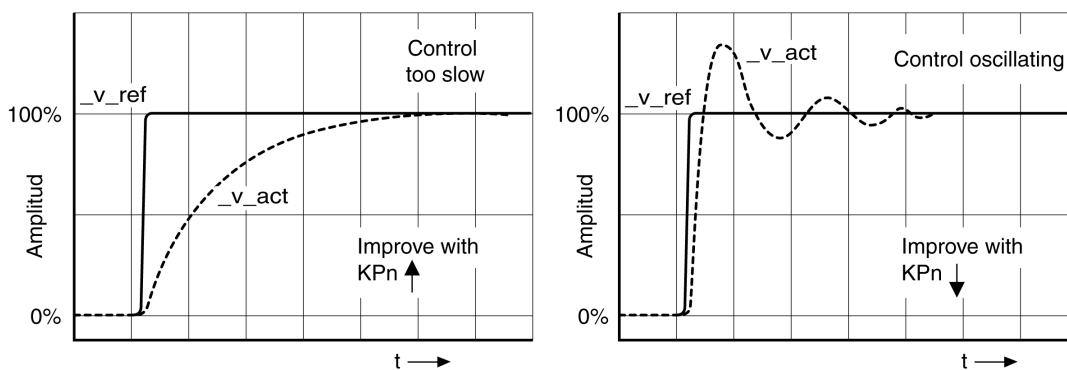 Control
too slow
_v_ref
100%
_v_act
Amplitud
Improve with
KPn
0%
t
_v_act
Control oscillating
_v_ref
100%
Amplitud
Improve with
KPn
0%
t